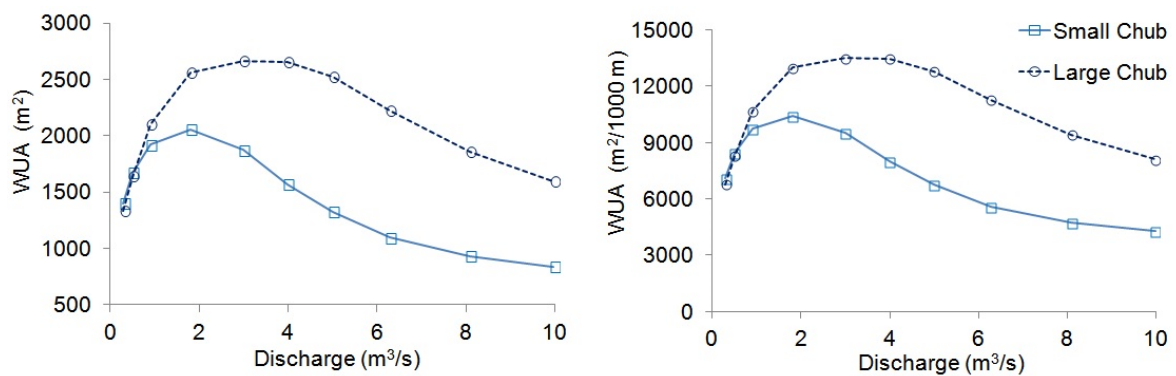 3000
2500
2000
1500
1000
500
WUA (m²)
0 2 4 6 8 10
Discharge (m³/s)
15000
12000
9000
6000
3000
0
WUA (m²/1000 m)
0 2 4 6 8 10
Discharge (m³/s)
Small Chub
Large Chub